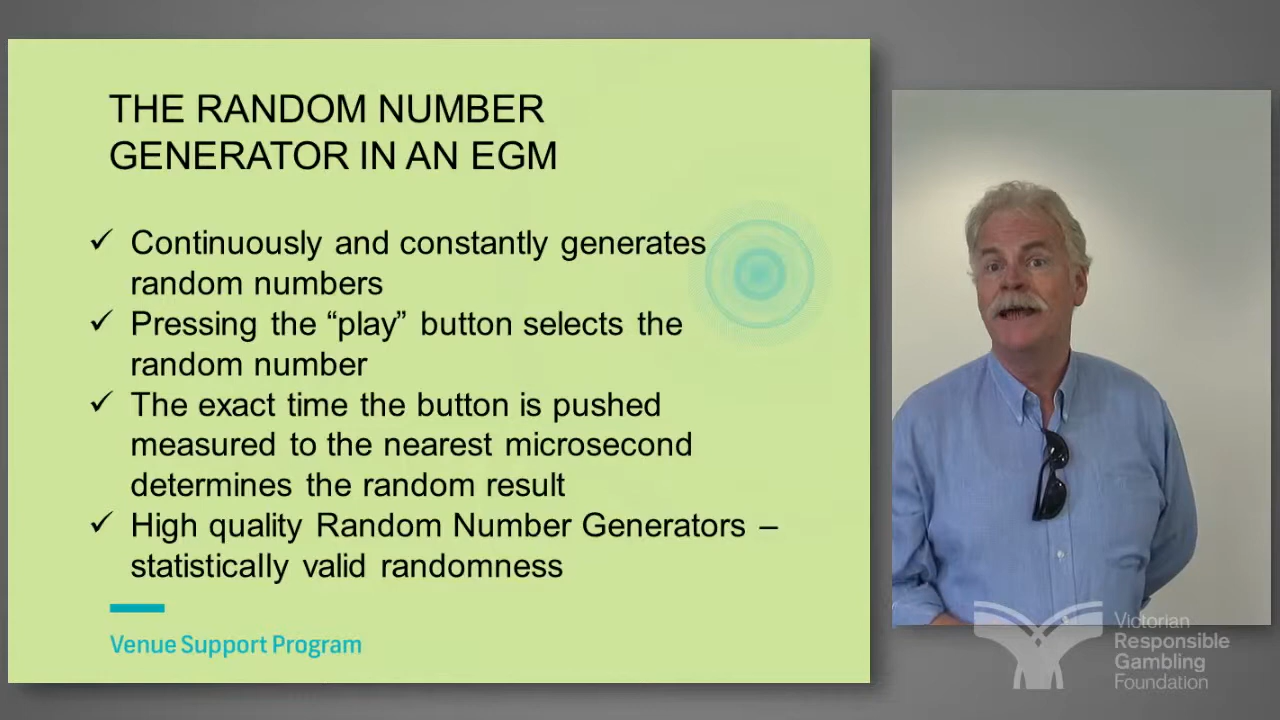 THE RANDOM NUMBER
GENERATOR IN AN EGM
✓ Continuously and constantly generates
random numbers
✓ Pressing the “play” button selects the
random number
✓ The exact time the button is pushed
measured to the nearest microsecond
determines the random result
✓ High quality Random Number Generators –
statistically valid randomness
Venue Support Program
Victorian
Responsible
Gambling
Foundation